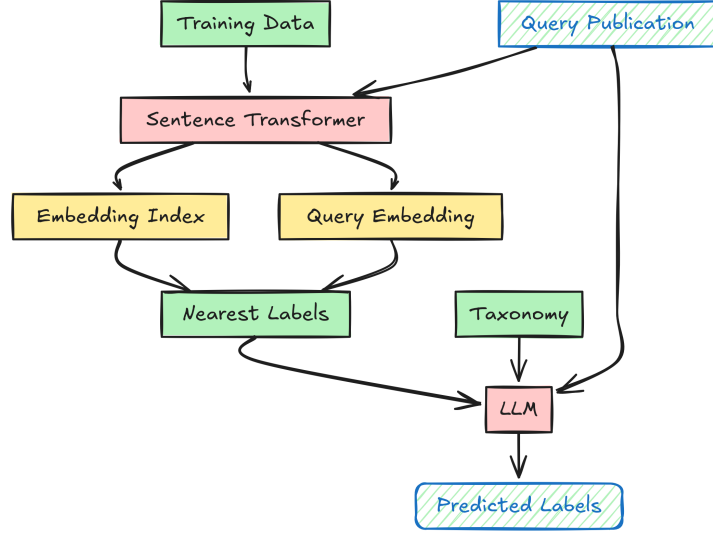 Training Data
Query Publication
Sentence Transformer
Embedding Index
Query Embedding
Nearest Labels
Taxonomy
LLM
Predicted Labels